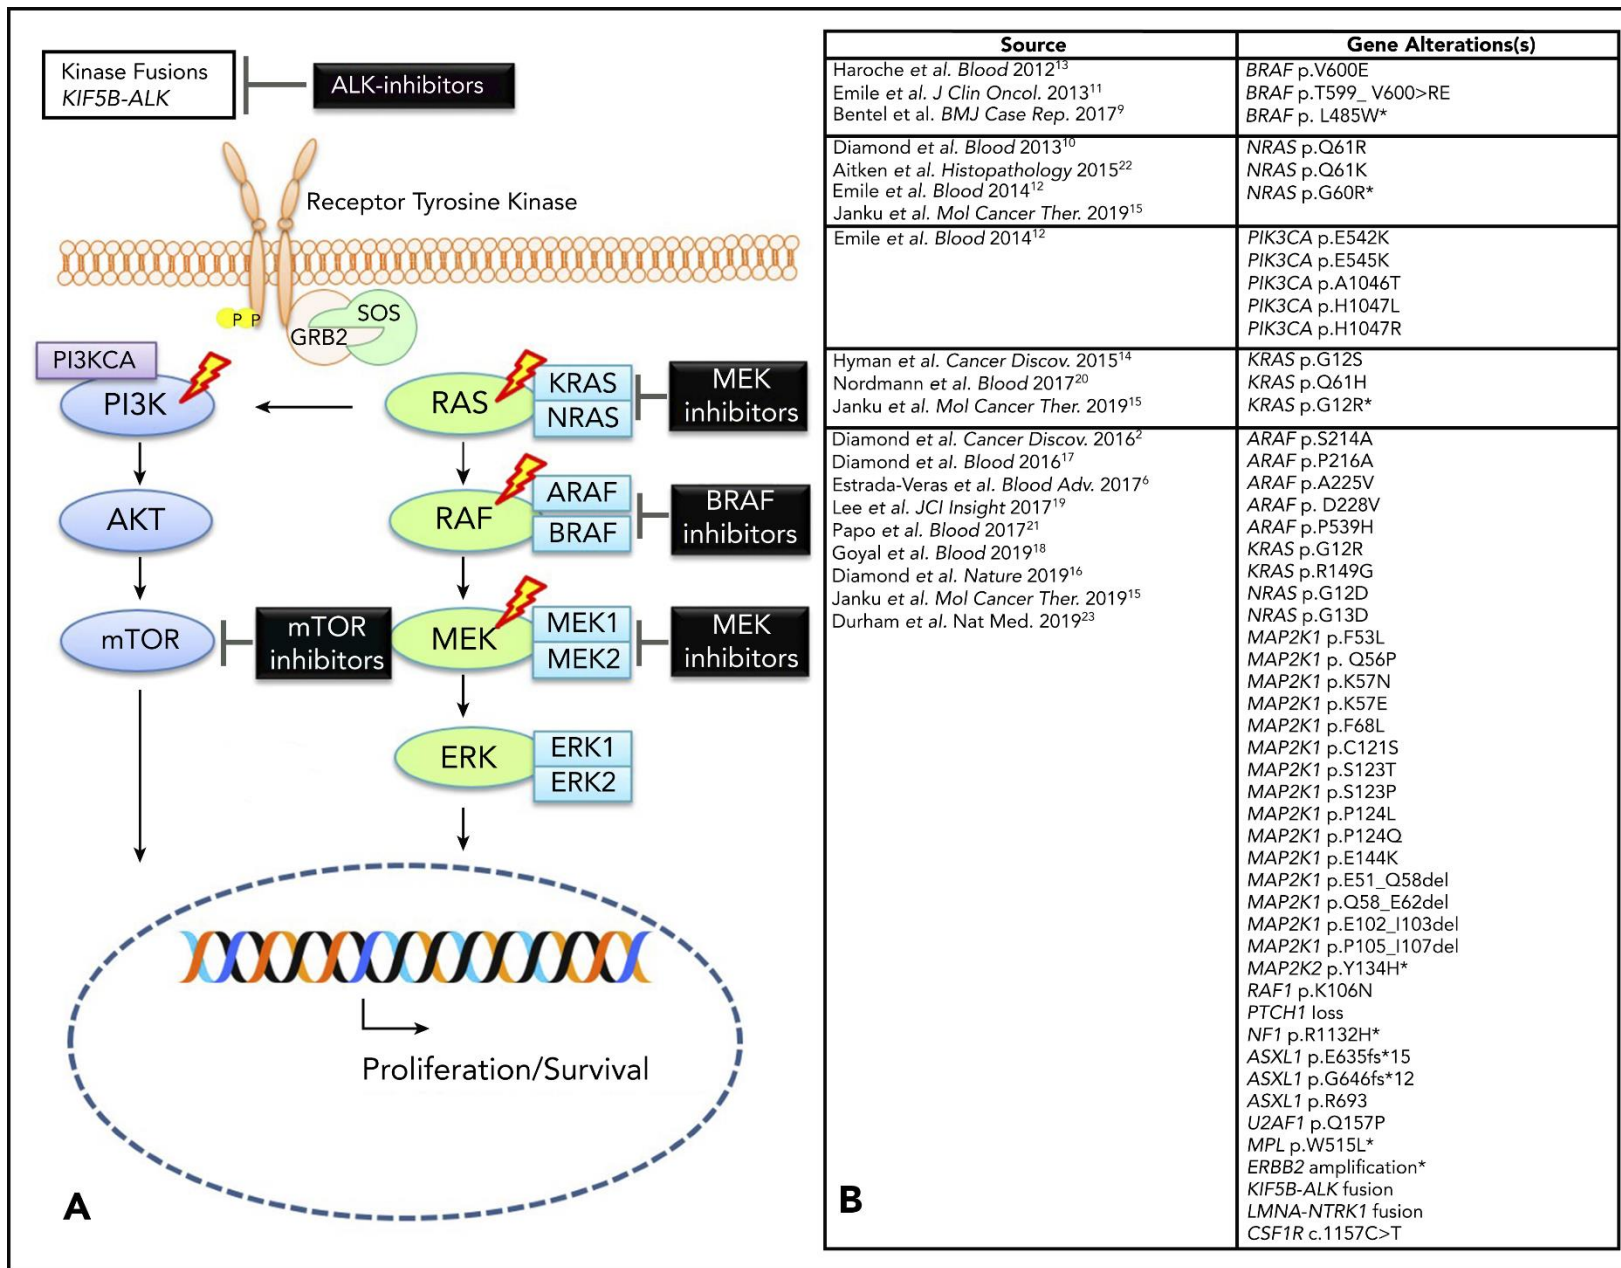 Kinase Fusions
KIF5B-ALK
ALK-inhibitors
Receptor Tyrosine Kinase
P P
GRB2
SOS
PI3KCA
PI3K
RAS
KRAS
NRAS
MEK
inhibitors
AKT
RAF
ARAF
BRAF
BRAF
inhibitors
mTOR
mTOR
inhibitors
MEK
MEK1
MEK2
MEK
inhibitors
ERK
ERK1
ERK2
Proliferation/Survival
A
Source
Gene Alterations(s)
Haroche et al. Blood 2012¹³
Emile et al. J Clin Oncol. 2013¹¹
Bentel et al. BMJ Case Rep. 2017⁹
BRAF p.V600E
BRAF p.T599_ V600>RE
BRAF p. L485W*
Diamond et al. Blood 2013¹⁰
Aitken et al. Histopathology 2015²²
Emile et al. Blood 2014¹²
Janku et al. Mol Cancer Ther. 2019¹⁵
NRAS p.Q61R
NRAS p.Q61K
NRAS p.G60R*
Emile et al. Blood 2014¹²
PIK3CA p.E542K
PIK3CA p.E545K
PIK3CA p.A1046T
PIK3CA p.H1047L
PIK3CA p.H1047R
Hyman et al. Cancer Discov. 2015¹⁴
Nordmann et al. Blood 2017²⁰
Janku et al. Mol Cancer Ther. 2019¹⁵
KRAS p.G12S
KRAS p.Q61H
KRAS p.G12R*
Diamond et al. Cancer Discov. 2016²
Diamond et al. Blood 2016¹⁷
Estrada-Veras et al. Blood Adv. 2017⁶
Lee et al. JCI Insight 2017¹⁹
Papo et al. Blood 2017²¹
Goyal et al. Blood 2019¹⁸
Diamond et al. Nature 2019¹⁶
Janku et al. Mol Cancer Ther. 2019¹⁵
Durham et al. Nat Med. 2019²³
ARAF p.S214A
ARAF p.P216A
ARAF p.A225V
ARAF p. D228V
ARAF p.P539H
KRAS p.G12R
KRAS p.R149G
NRAS p.G12D
NRAS p.G13D
MAP2K1 p.F53L
MAP2K1 p. Q56P
MAP2K1 p.K57N
MAP2K1 p.K57E
MAP2K1 p.F68L
MAP2K1 p.C121S
MAP2K1 p.S123T
MAP2K1 p.S123P
MAP2K1 p.P124L
MAP2K1 p.P124Q
MAP2K1 p.E144K
MAP2K1 p.E51_Q58del
MAP2K1 p.Q58_E62del
MAP2K1 p.E102_I103del
MAP2K1 p.P105_I107del
MAP2K2 p.Y134H*
RAF1 p.K106N
PTCH1 loss
NF1 p.R1132H*
ASXL1 p.E635fs*15
ASXL1 p.G646fs*12
ASXL1 p.R693
U2AF1 p.Q157P
MPL p.W515L*
ERBB2 amplification*
KIF5B-ALK fusion
LMNA-NTRK1 fusion
CSF1R c.1157C>T
B